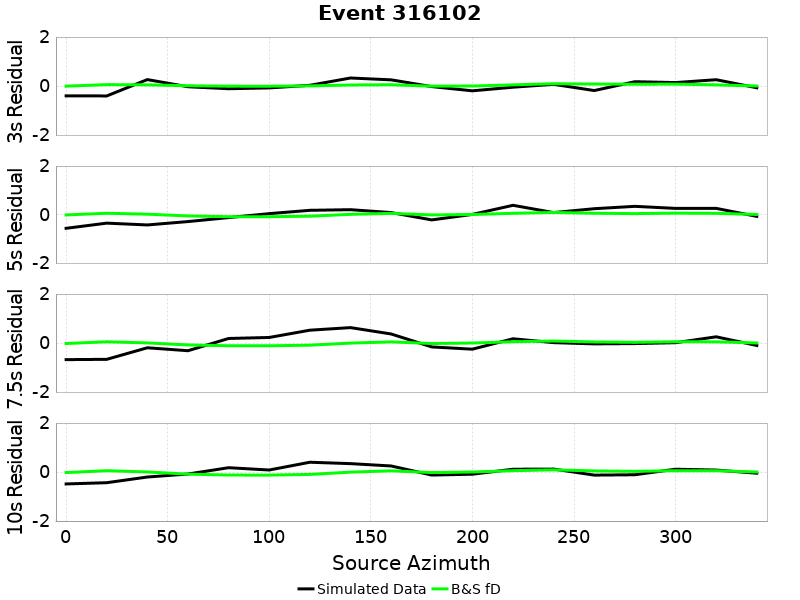 Event 316102
3s Residual
2
0
-2
5s Residual
2
0
-2
7.5s Residual
2
0
-2
10s Residual
2
0
-2
0 50 100 150 200 250 300
Source Azimuth
Simulated Data B&S fD